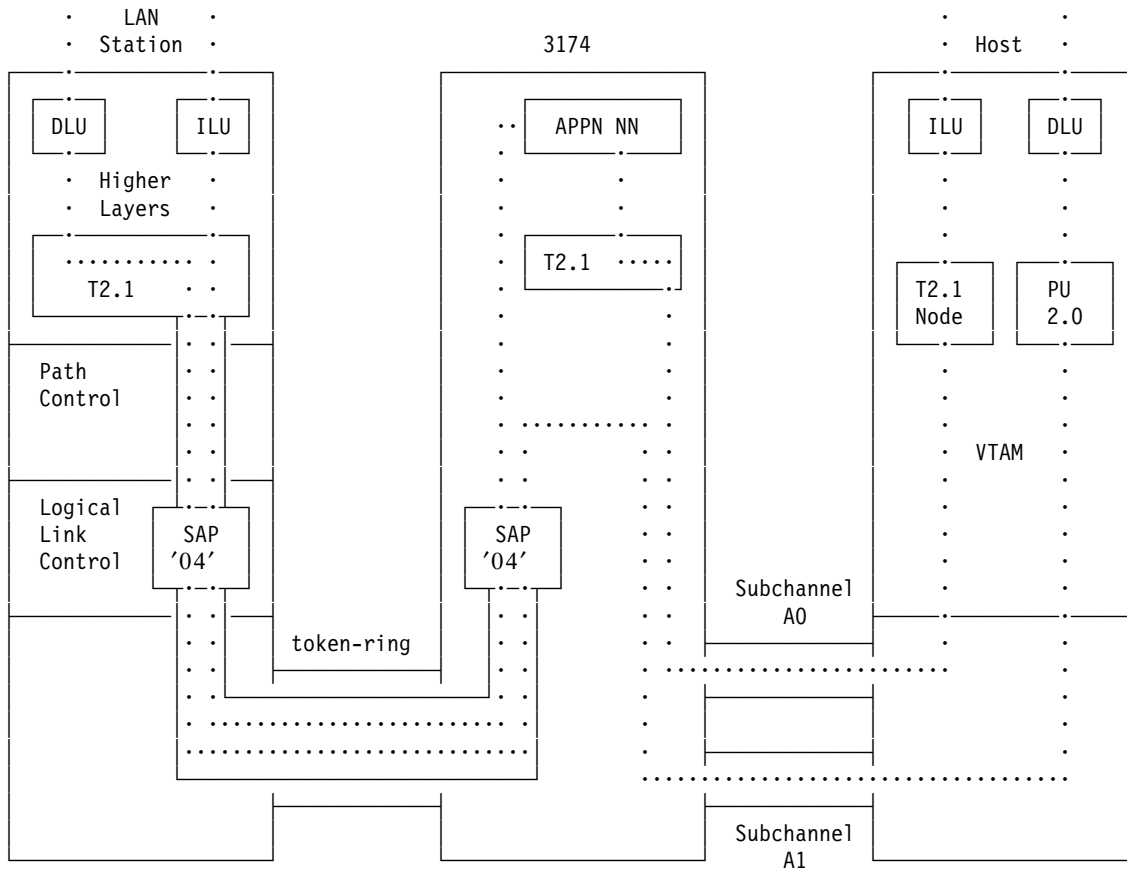 LAN
Station
3174
Host
DLU
ILU
APPN NN
ILU
DLU
Higher
Layers
T2.1
T2.1
T2.1
Node
PU
2.0
Path
Control
VTAM
Logical
Link
Control
SAP
'04'
SAP
'04'
Subchannel
A0
token-ring
Subchannel
A1